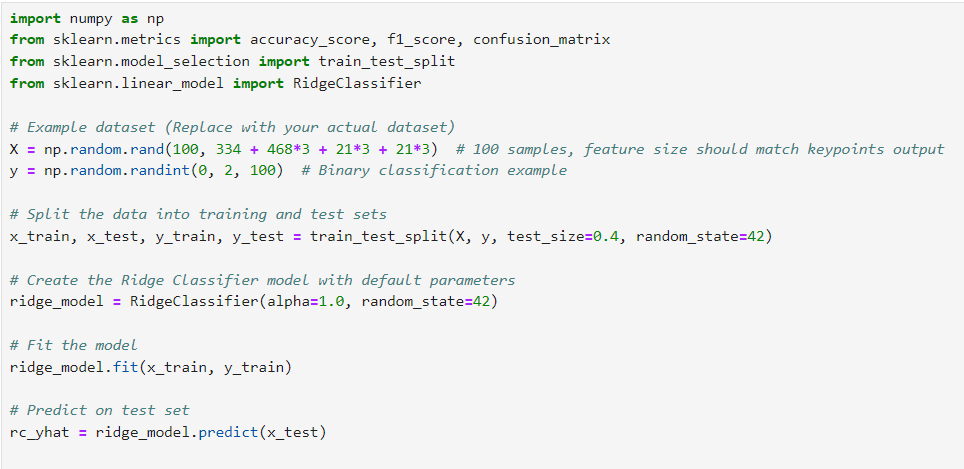 import numpy as np
from sklearn.metrics import accuracy_score, f1_score, confusion_matrix
from sklearn.model_selection import train_test_split
from sklearn.linear_model import RidgeClassifier

# Example dataset (Replace with your actual dataset)
X = np.random.rand(100, 334 + 468*3 + 21*3 + 21*3)  # 100 samples, feature size should match keypoints output
y = np.random.randint(0, 2, 100)  # Binary classification example

# Split the data into training and test sets
x_train, x_test, y_train, y_test = train_test_split(X, y, test_size=0.4, random_state=42)

# Create the Ridge Classifier model with default parameters
ridge_model = RidgeClassifier(alpha=1.0, random_state=42)

# Fit the model
ridge_model.fit(x_train, y_train)

# Predict on test set
rc_yhat = ridge_model.predict(x_test)